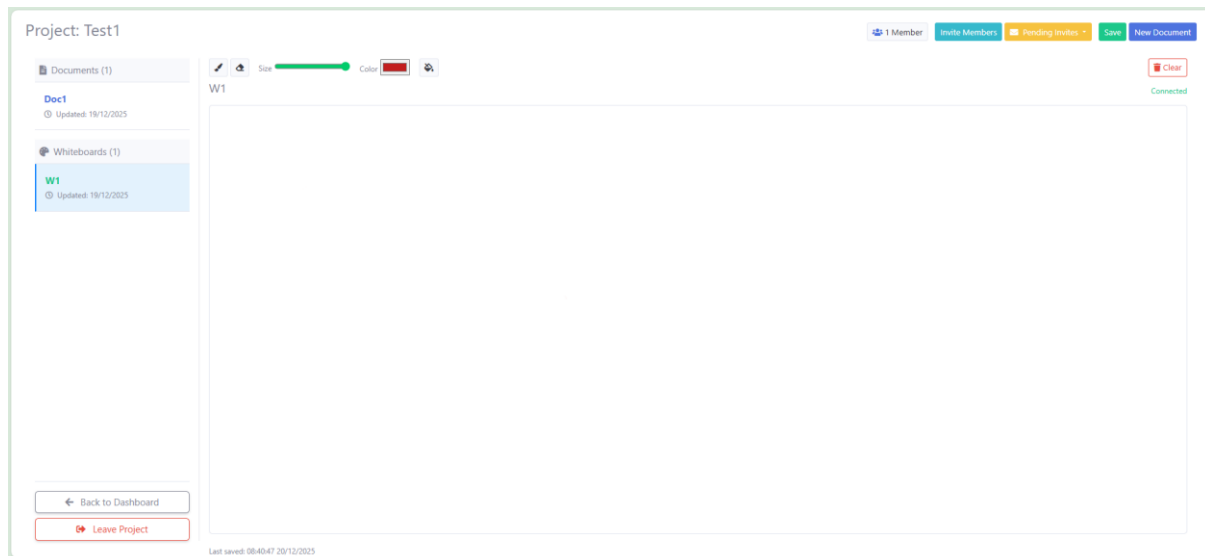 Project: Test1
1 Member
Invite Members
Pending Invites
Save
New Document
Documents (1)
Doc1
Updated: 19/12/2025
Whiteboards (1)
W1
Updated: 19/12/2025
Back to Dashboard
Leave Project
Size
Color
Clear
W1
Connected
Last saved: 08:40:47 20/12/2025